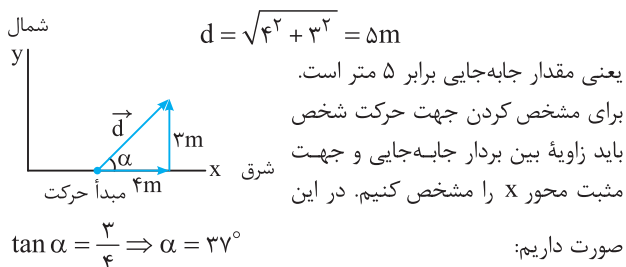 d = √(۴² + ۳²) = ۵m
شمال
y
یعنی مقدار جابه‌جایی برابر ۵ متر است.
برای مشخص کردن جهت حرکت شخص
باید زاویهٔ بین بردار جابه‌جایی و جهت
مثبت محور x را مشخص کنیم. در این
صورت داریم:
d⃗
۳m
α
۴m
x
شرق
مبدأ حرکت
tan α = ۳/۴ ⇒ α = ۳۷°